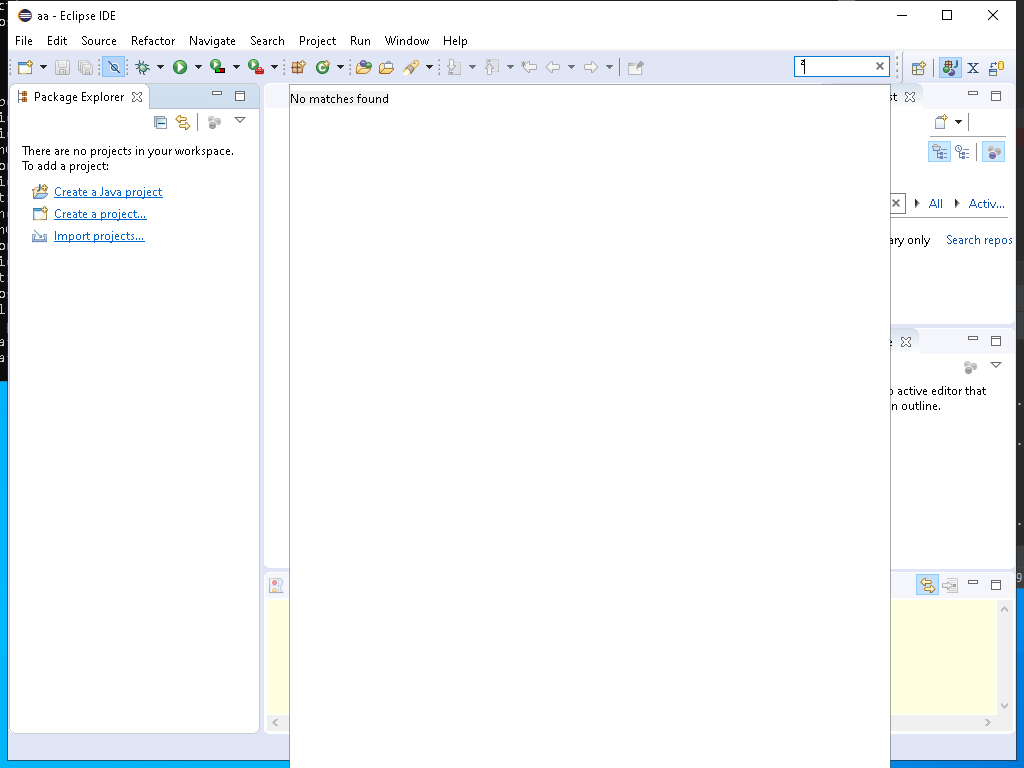 aa - Eclipse IDE
File Edit Source Refactor Navigate Search Project Run Window Help
²
Package Explorer
There are no projects in your workspace.
To add a project:
Create a Java project
Create a project...
Import projects...
No matches found
All Activ...
only Search repos
active editor that
outline.